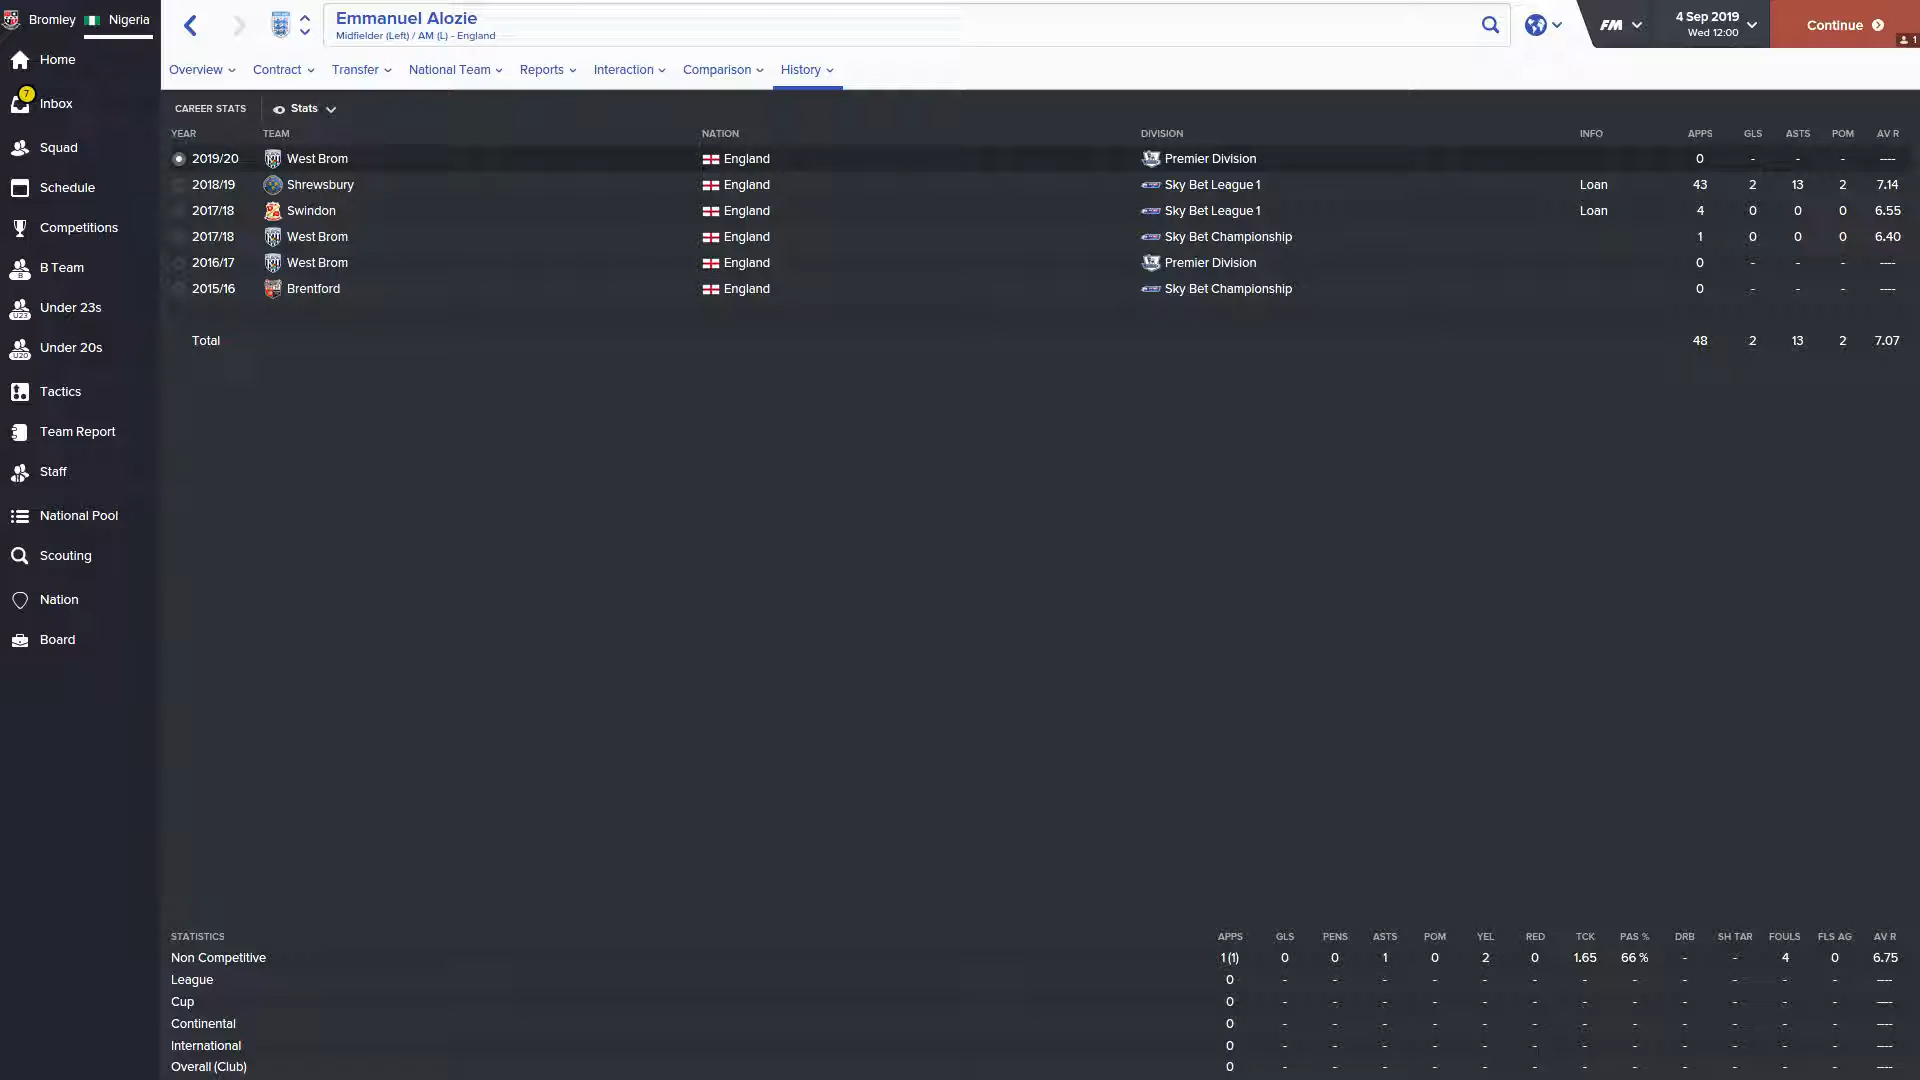 Bromley Nigeria
Emmanuel Alozie
Midfielder (Left) / AM (L) - England
FM
4 Sep 2019
Wed 12:00
Continue
1
Home
7
Inbox
Squad
Schedule
Competitions
B
B Team
U23
Under 23s
U20
Under 20s
Tactics
Team Report
Staff
National Pool
Scouting
Nation
Board
Overview Contract Transfer National Team Reports Interaction Comparison History
CAREER STATS Stats
YEAR TEAM NATION DIVISION INFO APPS GLS ASTS POM AV R
2019/20 West Brom England Premier Division 0 - - - ----
2018/19 Shrewsbury England Sky Bet League 1 Loan 43 2 13 2 7.14
2017/18 Swindon England Sky Bet League 1 Loan 4 0 0 0 6.55
2017/18 West Brom England Sky Bet Championship 1 0 0 0 6.40
2016/17 West Brom England Premier Division 0 - - - ----
2015/16 Brentford England Sky Bet Championship 0 - - - ----
Total 48 2 13 2 7.07
STATISTICS APPS GLS PENS ASTS POM YEL RED TCK PAS % DRB SH TAR FOULS FLS AG AV R
Non Competitive 1 (1) 0 0 1 0 2 0 1.65 66 % - - 4 0 6.75
League 0 - - - - - - - - - - - - ----
Cup 0 - - - - - - - - - - - - ----
Continental 0 - - - - - - - - - - - - ----
International 0 - - - - - - - - - - - - ----
Overall (Club) 0 - - - - - - - - - - - - ----